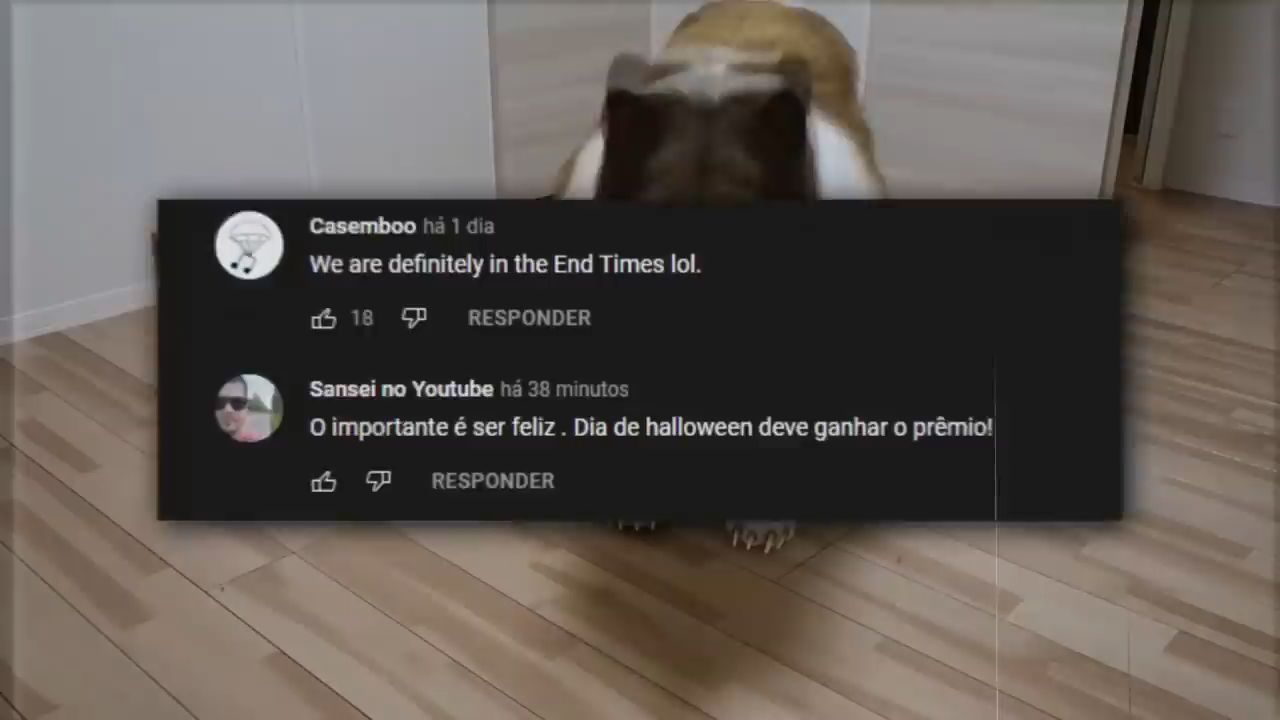 Casemboo há 1 dia
We are definitely in the End Times lol.
18 RESPONDER
Sansei no Youtube há 38 minutos
O importante é ser feliz . Dia de halloween deve ganhar o prêmio!
RESPONDER